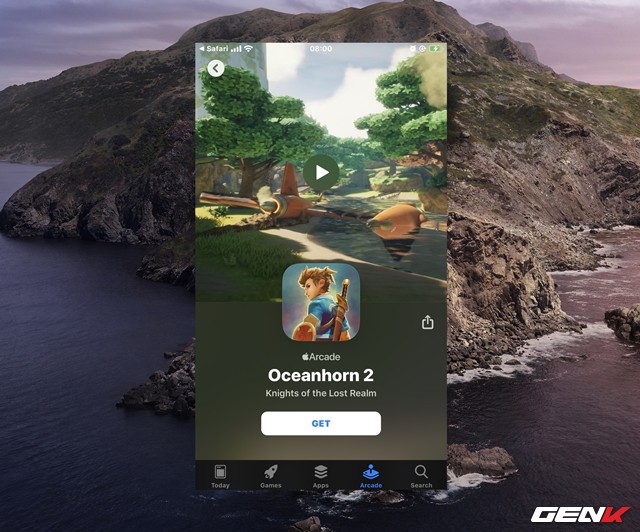 Safari
08:00
Arcade
Oceanhorn 2
Knights of the Lost Realm
GET
Today Games Apps Arcade Search
GENK